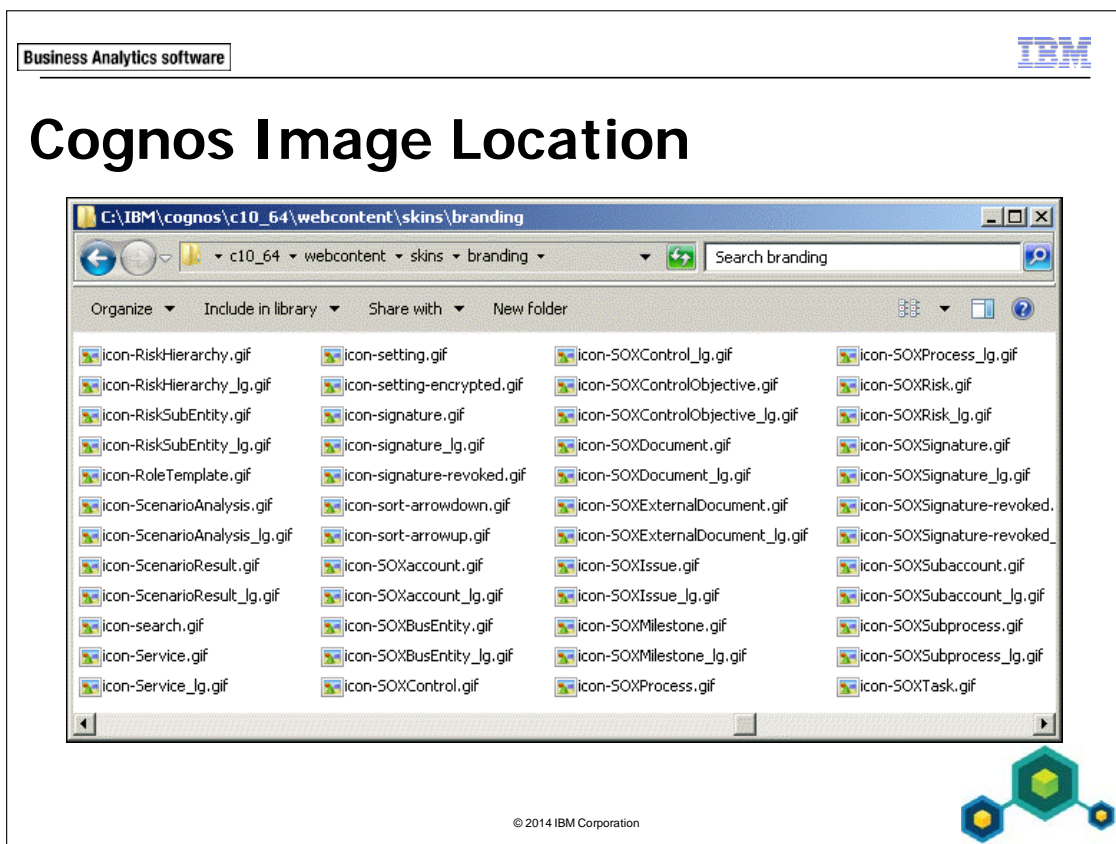 Business Analytics software
IBM
Cognos Image Location
C:\IBM\cognos\c10_64\webcontent\skins\branding
c10_64 webcontent skins branding
Search branding
Organize Include in library Share with New folder
icon-RiskHierarchy.gif
icon-RiskHierarchy_lg.gif
icon-RiskSubEntity.gif
icon-RiskSubEntity_lg.gif
icon-RoleTemplate.gif
icon-ScenarioAnalysis.gif
icon-ScenarioAnalysis_lg.gif
icon-ScenarioResult.gif
icon-ScenarioResult_lg.gif
icon-search.gif
icon-Service.gif
icon-Service_lg.gif
icon-setting.gif
icon-setting-encrypted.gif
icon-signature.gif
icon-signature_lg.gif
icon-signature-revoked.gif
icon-sort-arrowdown.gif
icon-sort-arrowup.gif
icon-SOXaccount.gif
icon-SOXaccount_lg.gif
icon-SOXBusEntity.gif
icon-SOXBusEntity_lg.gif
icon-SOXControl.gif
icon-SOXControl_lg.gif
icon-SOXControlObjective.gif
icon-SOXControlObjective_lg.gif
icon-SOXDocument.gif
icon-SOXDocument_lg.gif
icon-SOXExternalDocument.gif
icon-SOXExternalDocument_lg.gif
icon-SOXIssue.gif
icon-SOXIssue_lg.gif
icon-SOXMilestone.gif
icon-SOXMilestone_lg.gif
icon-SOXProcess.gif
icon-SOXProcess_lg.gif
icon-SOXRisk.gif
icon-SOXRisk_lg.gif
icon-SOXSignature.gif
icon-SOXSignature_lg.gif
icon-SOXSignature-revoked.
icon-SOXSignature-revoked_
icon-SOXSubaccount.gif
icon-SOXSubaccount_lg.gif
icon-SOXSubprocess.gif
icon-SOXSubprocess_lg.gif
icon-SOXTask.gif
© 2014 IBM Corporation